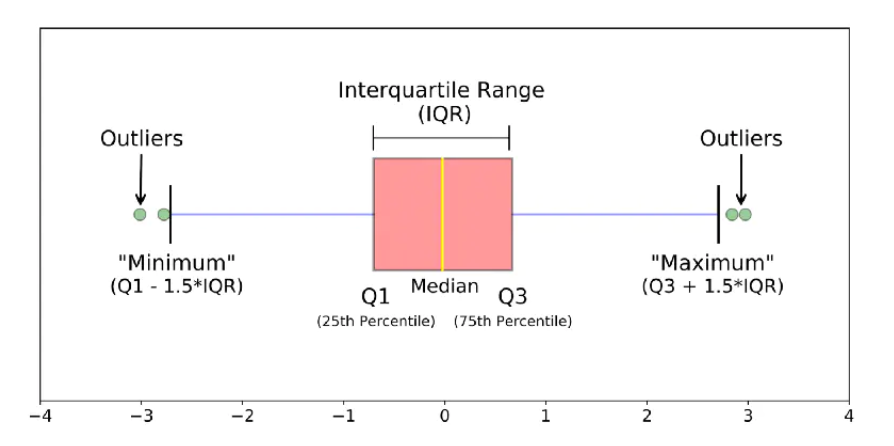 Interquartile Range
(IQR)
Outliers
Outliers
"Minimum"
(Q1 - 1.5*IQR)
"Maximum"
(Q3 + 1.5*IQR)
Median
Q1
Q3
(25th Percentile)
(75th Percentile)
−4
−3
−2
−1
0
1
2
3
4